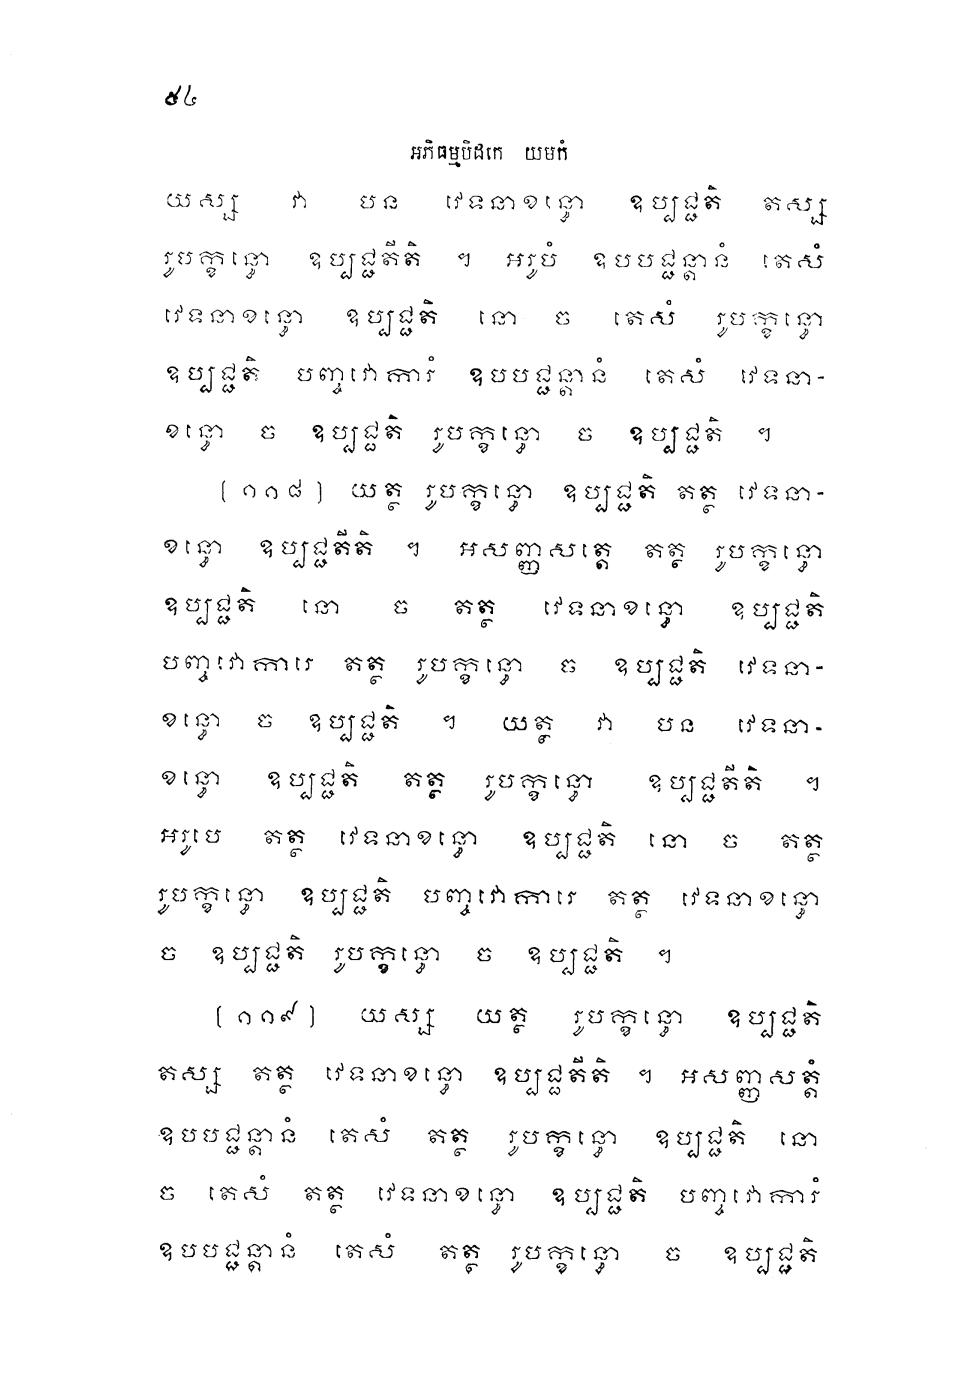 ៥៤
អភិធម្មបិដកេ យមកំ
យស្ស វា បន វេទនាខន្ធោ ឧប្បជ្ជតិ តស្ស
រូបក្ខន្ធោ ឧប្បជ្ជតីតិ ។ អរូបំ ឧបបជ្ជន្តានំ តេសំ
វេទនាខន្ធោ ឧប្បជ្ជតិ នោ ច តេសំ រូបក្ខន្ធោ
ឧប្បជ្ជតិ បញ្ចវោការំ ឧបបជ្ជន្តានំ តេសំ វេទនា-
ខន្ធោ ច ឧប្បជ្ជតិ រូបក្ខន្ធោ ច ឧប្បជ្ជតិ ។
(១១៨) យត្ថ រូបក្ខន្ធោ ឧប្បជ្ជតិ តត្ថ វេទនា-
ខន្ធោ ឧប្បជ្ជតីតិ ។ អសញ្ញសត្តេ តត្ថ រូបក្ខន្ធោ
ឧប្បជ្ជតិ នោ ច តត្ថ វេទនាខន្ធោ ឧប្បជ្ជតិ
បញ្ចវោការេ តត្ថ រូបក្ខន្ធោ ច ឧប្បជ្ជតិ វេទនា-
ខន្ធោ ច ឧប្បជ្ជតិ ។ យត្ថ វា បន វេទនា-
ខន្ធោ ឧប្បជ្ជតិ តត្ថ រូបក្ខន្ធោ ឧប្បជ្ជតីតិ ។
អរូបេ តត្ថ វេទនាខន្ធោ ឧប្បជ្ជតិ នោ ច តត្ថ
រូបក្ខន្ធោ ឧប្បជ្ជតិ បញ្ចវោការេ តត្ថ វេទនាខន្ធោ
ច ឧប្បជ្ជតិ រូបក្ខន្ធោ ច ឧប្បជ្ជតិ ។
(១១៩) យស្ស យត្ថ រូបក្ខន្ធោ ឧប្បជ្ជតិ
តស្ស តត្ថ វេទនាខន្ធោ ឧប្បជ្ជតីតិ ។ អសញ្ញសត្តំ
ឧបបជ្ជន្តានំ តេសំ តត្ថ រូបក្ខន្ធោ ឧប្បជ្ជតិ នោ
ច តេសំ តត្ថ វេទនាខន្ធោ ឧប្បជ្ជតិ បញ្ចវោការំ
ឧបបជ្ជន្តានំ តេសំ តត្ថ រូបក្ខន្ធោ ច ឧប្បជ្ជតិ